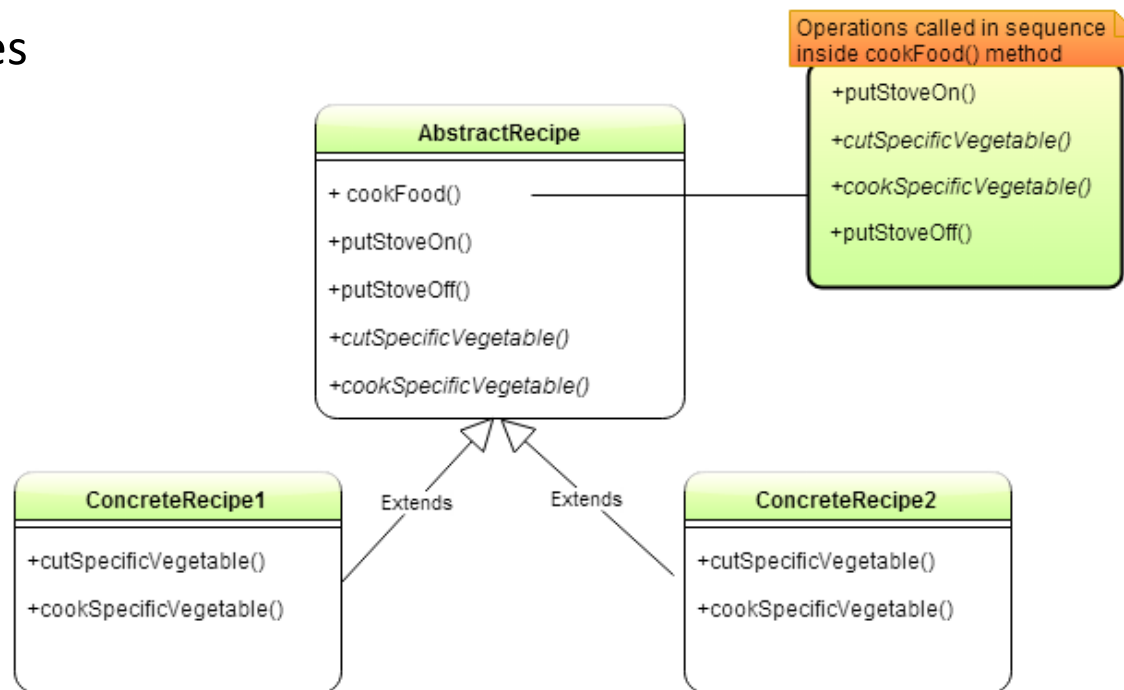 es
Operations called in sequence
inside cookFood() method
+putStoveOn()
+cutSpecificVegetable()
+cookSpecificVegetable()
+putStoveOff()
AbstractRecipe
+ cookFood()
+putStoveOn()
+putStoveOff()
+cutSpecificVegetable()
+cookSpecificVegetable()
Extends
Extends
ConcreteRecipe1
+cutSpecificVegetable()
+cookSpecificVegetable()
ConcreteRecipe2
+cutSpecificVegetable()
+cookSpecificVegetable()